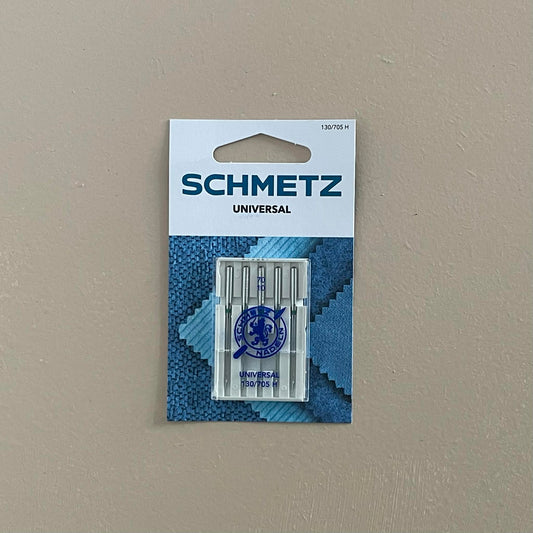 130/705 H
SCHMETZ
UNIVERSAL
70
10
SCHMETZ
NADELN
UNIVERSAL
130/705 H